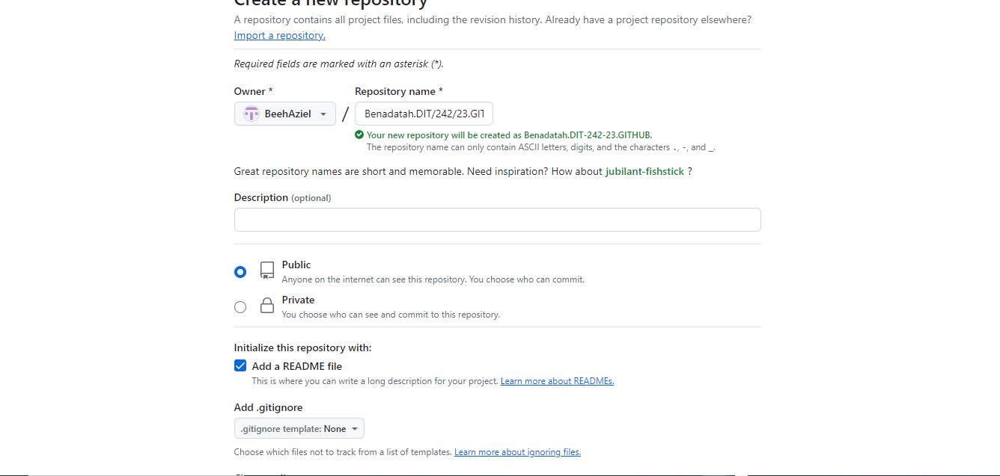 Create a new repository
A repository contains all project files, including the revision history. Already have a project repository elsewhere?
Import a repository.
Required fields are marked with an asterisk (*).
Owner *
Repository name *
BeehAziel
/
Benadatah.DIT/242/23.GIT
Your new repository will be created as Benadatah.DIT-242-23.GITHUB.
The repository name can only contain ASCII letters, digits, and the characters ., -, and _.
Great repository names are short and memorable. Need inspiration? How about jubilant-fishstick ?
Description (optional)
Public
Anyone on the internet can see this repository. You choose who can commit.
Private
You choose who can see and commit to this repository.
Initialize this repository with:
Add a README file
This is where you can write a long description for your project. Learn more about READMEs.
Add .gitignore
.gitignore template: None
Choose which files not to track from a list of templates. Learn more about ignoring files.